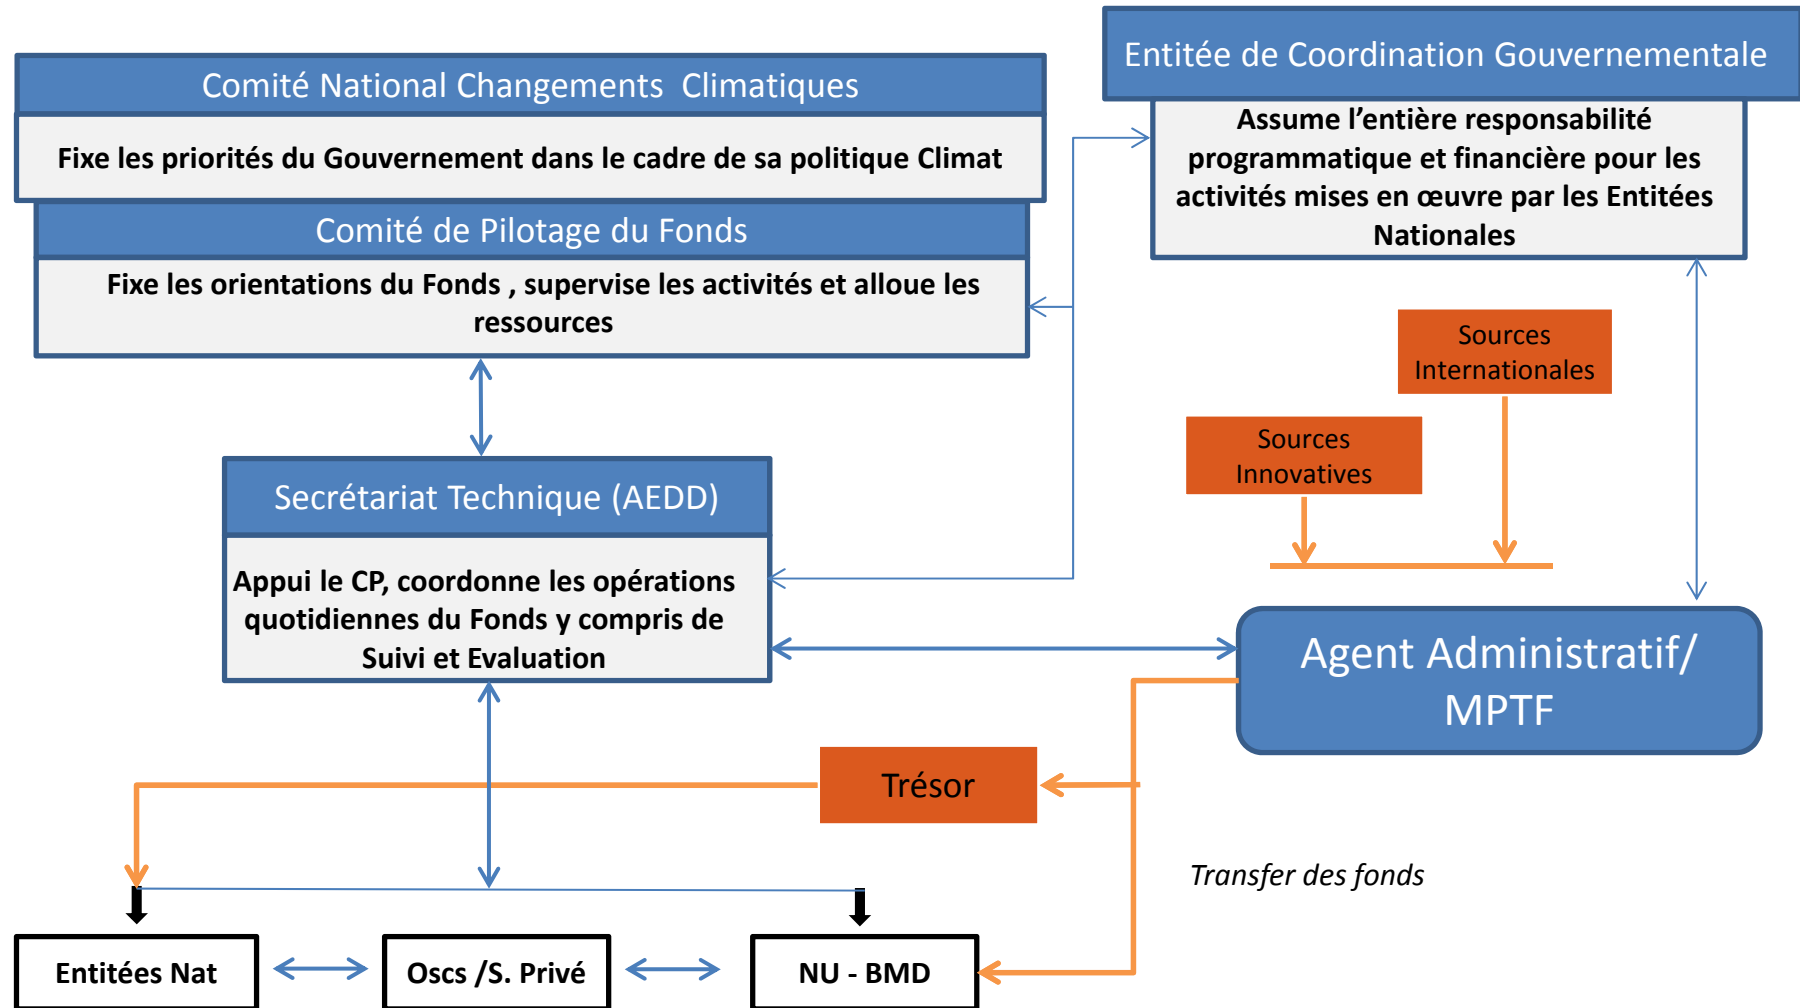 Comité National Changements  Climatiques
Fixe les priorités du Gouvernement dans le cadre de sa politique Climat
Comité de Pilotage du Fonds
Fixe les orientations du Fonds , supervise les activités et alloue les
ressources
Entitée de Coordination Gouvernementale
Assume l’entière responsabilité
programmatique et financière pour les
activités mises en œuvre par les Entitées
Nationales
Sources
Internationales
Sources
Innovatives
Secrétariat Technique (AEDD)
Appui le CP, coordonne les opérations
quotidiennes du Fonds y compris de
Suivi et Evaluation
Agent Administratif/
MPTF
Trésor
Transfer des fonds
Entitées Nat
Oscs /S. Privé
NU - BMD